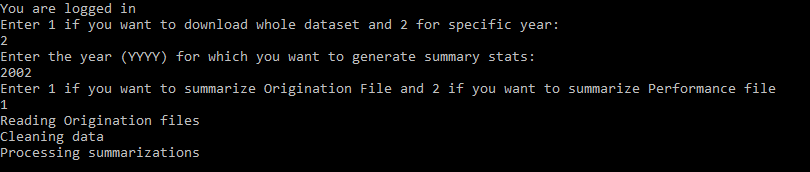 You are logged in
Enter 1 if you want to download whole dataset and 2 for specific year:
2
Enter the year (YYYY) for which you want to generate summary stats:
2002
Enter 1 if you want to summarize Origination File and 2 if you want to summarize Performance file
1
Reading Origination files
Cleaning data
Processing summarizations